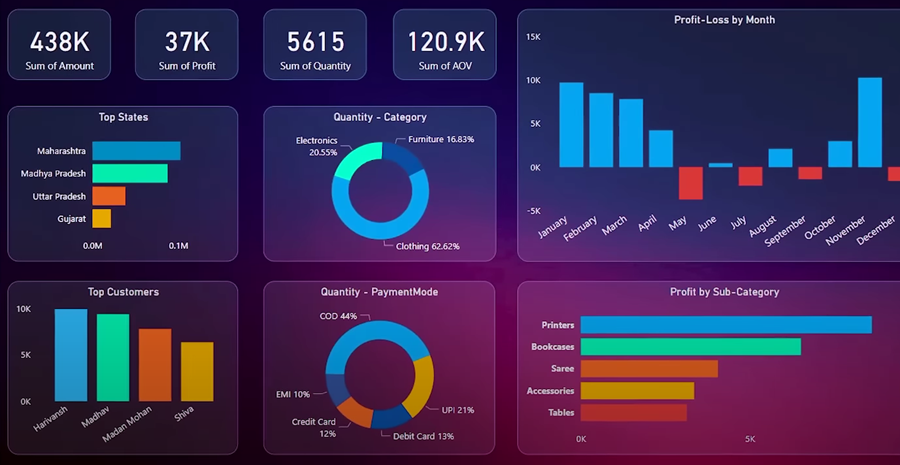 438K
Sum of Amount
37K
Sum of Profit
5615
Sum of Quantity
120.9K
Sum of AOV
Profit-Loss by Month
15K
10K
5K
0K
-5K
January
February
March
April
May
June
July
August
September
October
November
December
Top States
Maharashtra
Madhya Pradesh
Uttar Pradesh
Gujarat
0.0M 0.1M
Quantity - Category
Electronics
20.55%
Furniture 16.83%
Clothing 62.62%
Top Customers
10K
5K
0K
Harivansh
Madhav
Madan Mohan
Shiva
Quantity - PaymentMode
COD 44%
EMI 10%
Credit Card
12%
Debit Card 13%
UPI 21%
Profit by Sub-Category
Printers
Bookcases
Saree
Accessories
Tables
0K 5K